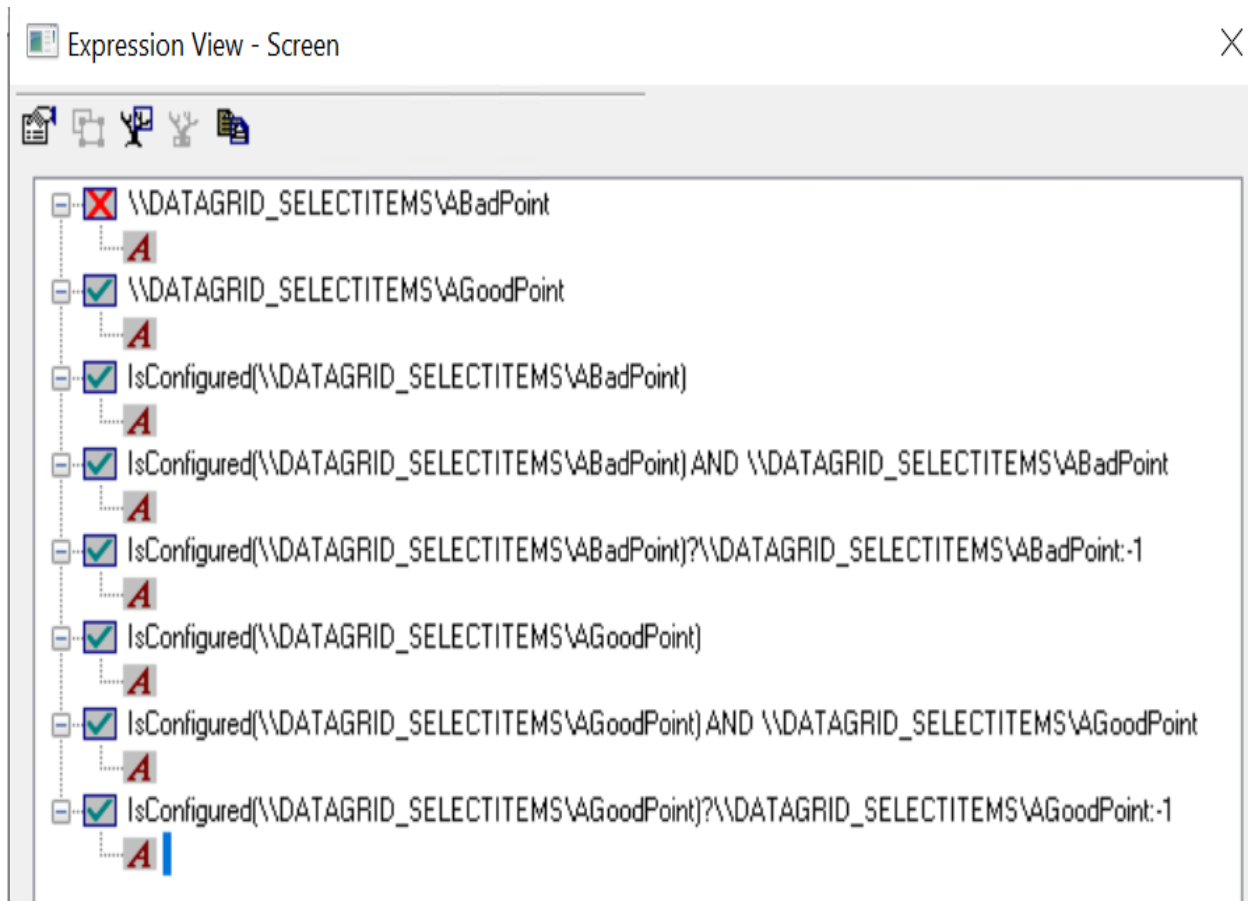 Expression View - Screen
\\DATAGRID_SELECTITEMS\ABadPoint
A
\\DATAGRID_SELECTITEMS\AGoodPoint
A
IsConfigured(\\DATAGRID_SELECTITEMS\ABadPoint)
A
IsConfigured(\\DATAGRID_SELECTITEMS\ABadPoint) AND \\DATAGRID_SELECTITEMS\ABadPoint
A
IsConfigured(\\DATAGRID_SELECTITEMS\ABadPoint)?\\DATAGRID_SELECTITEMS\ABadPoint:-1
A
IsConfigured(\\DATAGRID_SELECTITEMS\AGoodPoint)
A
IsConfigured(\\DATAGRID_SELECTITEMS\AGoodPoint) AND \\DATAGRID_SELECTITEMS\AGoodPoint
A
IsConfigured(\\DATAGRID_SELECTITEMS\AGoodPoint)?\\DATAGRID_SELECTITEMS\AGoodPoint:-1
A